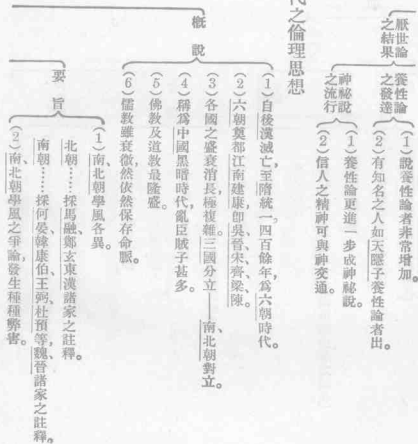 厭世論之結果
養性論之發達
(1)說養性論者非常增加。
(2)有知名之人如天隱子養性論者出。
神祕說之流行
(1)養性論更進一步成神祕說。
(2)信人之精神可與神交通。
代之倫理思想
概說
(1)自後漢滅亡,至隋統一,四百餘年,爲六朝時代。
(2)六朝奠都江南建康,卽吳、晉、宋、齊、梁、陳。
(3)各國之盛衰消長,極複雜,三國分立——南北朝對立。
(4)稱爲中國黑暗時代,亂臣賊子甚多。
(5)佛教及道教最隆盛。
(6)儒教雖衰微,然依然保存命脈。
要旨
(1)南北朝學風各異。
北朝……採馬融、鄭玄、東漢諸家之註釋。
南朝……採何晏、韓康伯、王弼、杜預等,魏晉諸家之註釋。
(2)南北朝學風之爭論,發生種種弊害。